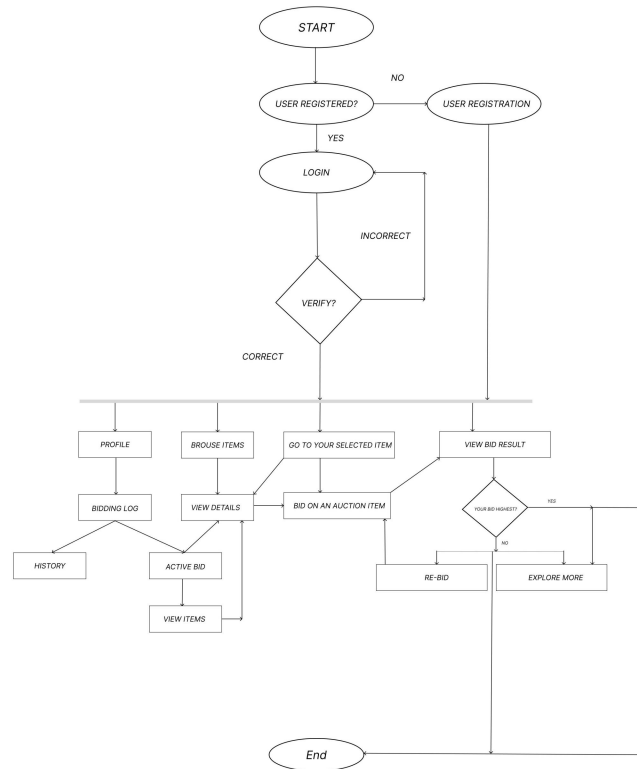 START
NO
USER REGISTERED?
USER REGISTRATION
YES
LOGIN
INCORRECT
VERIFY?
CORRECT
PROFILE
BROUSE ITEMS
GO TO YOUR SELECTED ITEM
VIEW BID RESULT
BIDDING LOG
VIEW DETAILS
BID ON AN AUCTION ITEM
YOUR BID HIGHEST?
YES
NO
HISTORY
ACTIVE BID
RE-BID
EXPLORE MORE
VIEW ITEMS
End